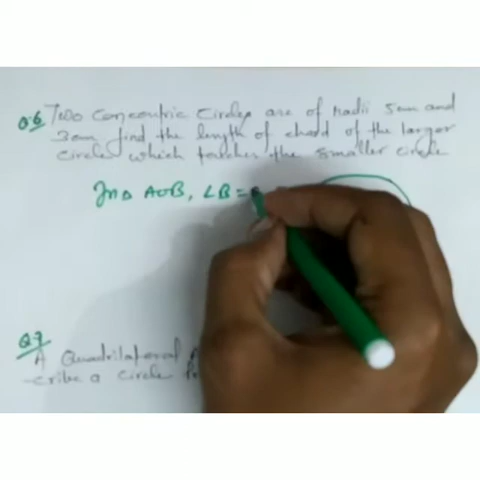 Q.6 Two concentric circles are of radii 5cm and
3cm find the length of chord of the larger
circle which touches the smaller circle
In △ AOB, ∠B =
Q7
A Quadrilateral
-cribe a circle